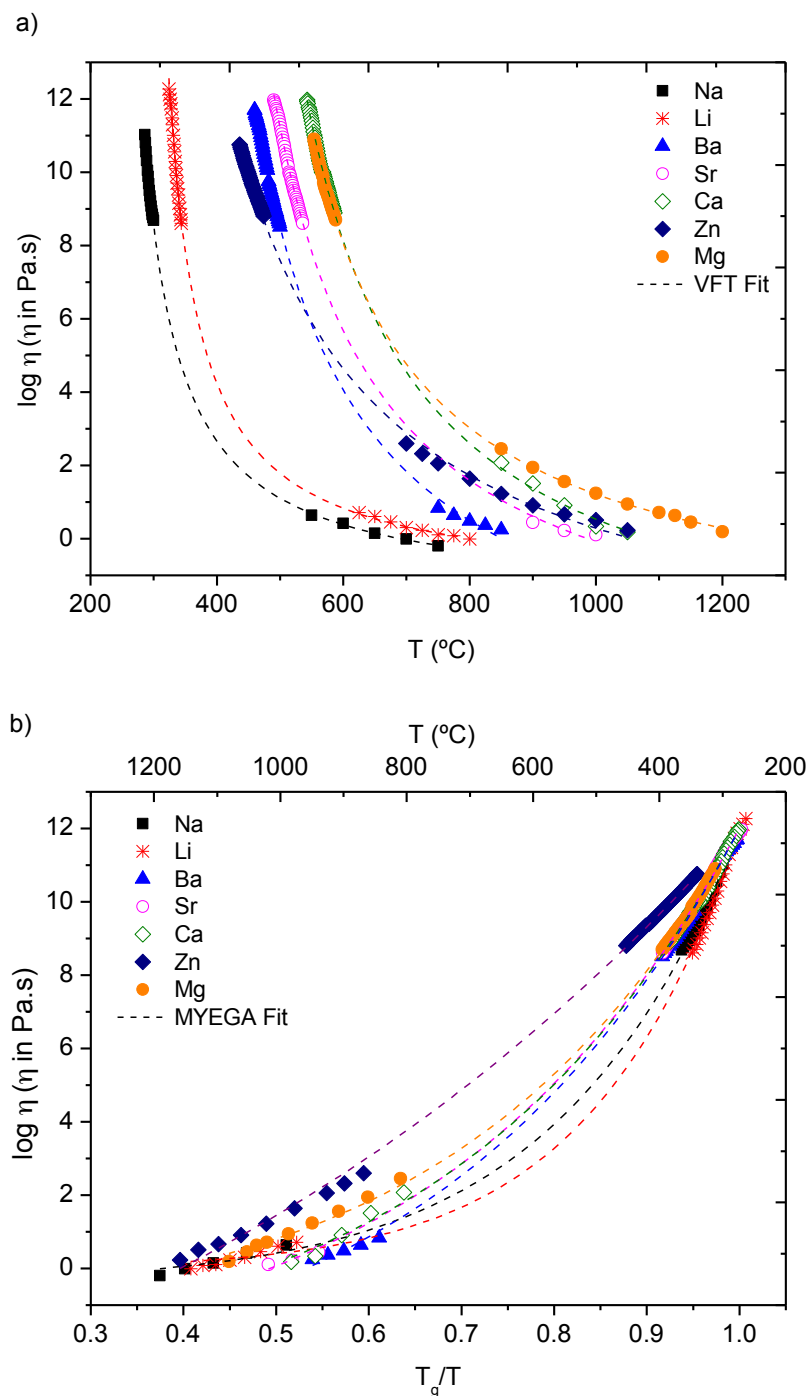 a)
12
10
8
6
4
2
0
log η (η in Pa.s)
Na
Li
Ba
Sr
Ca
Zn
Mg
VFT Fit
200 400 600 800 1000 1200
T (ºC)
b)
T (ºC)
1200 1000 800 600 400 200
12
10
8
6
4
2
0
log η (η in Pa.s)
Na
Li
Ba
Sr
Ca
Zn
Mg
MYEGA Fit
0.3 0.4 0.5 0.6 0.7 0.8 0.9 1.0
Tg/T